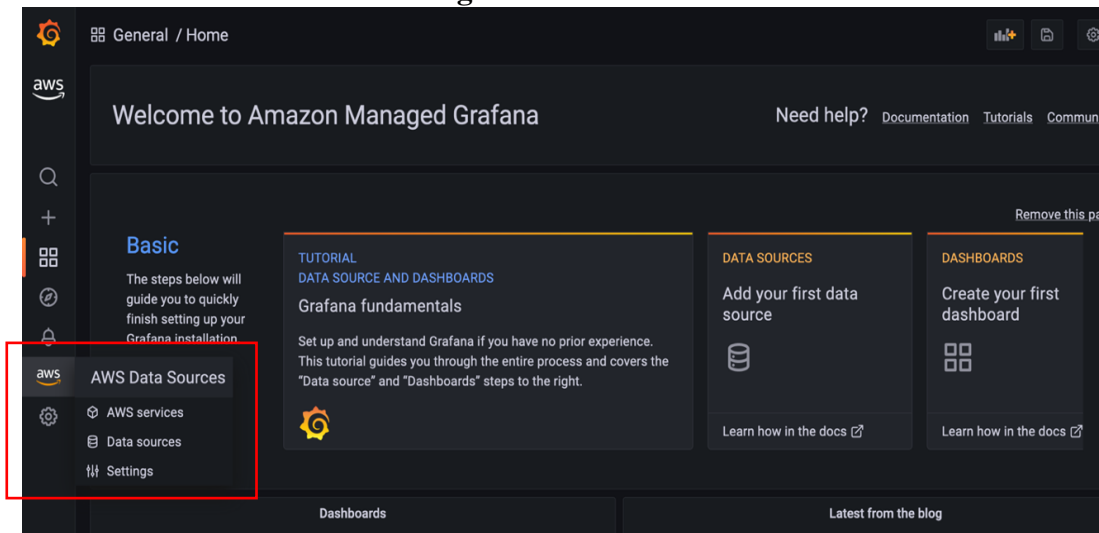 General / Home
aws
Welcome to Amazon Managed Grafana
Need help? Documentation Tutorials
Remove this
Basic
The steps below will
guide you to quickly
finish setting up your
Grafana installation
TUTORIAL
DATA SOURCE AND DASHBOARDS
Grafana fundamentals
Set up and understand Grafana if you have no prior experience.
This tutorial guides you through the entire process and covers the
"Data source" and "Dashboards" steps to the right.
DATA SOURCES
Add your first data
source
Learn how in the docs
DASHBOARDS
Create your first
dashboard
Learn how in the docs
aws
AWS Data Sources
AWS services
Data sources
Settings
Dashboards
Latest from the blog